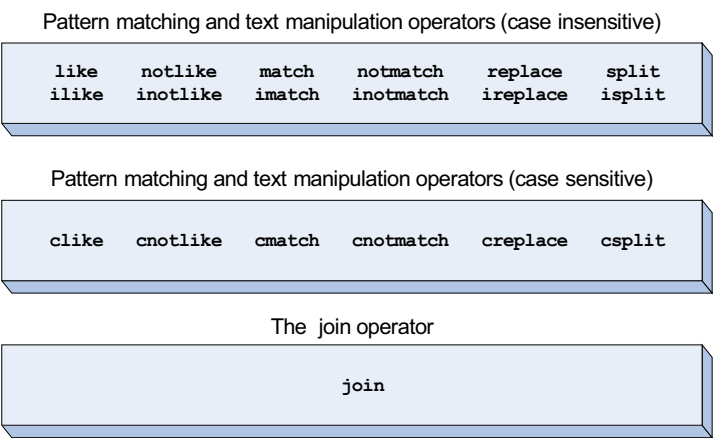 Pattern matching and text manipulation operators (case insensitive)
like notlike match notmatch replace split
ilike inotlike imatch inotmatch ireplace isplit
Pattern matching and text manipulation operators (case sensitive)
clike cnotlike cmatch cnotmatch creplace csplit
The join operator
join